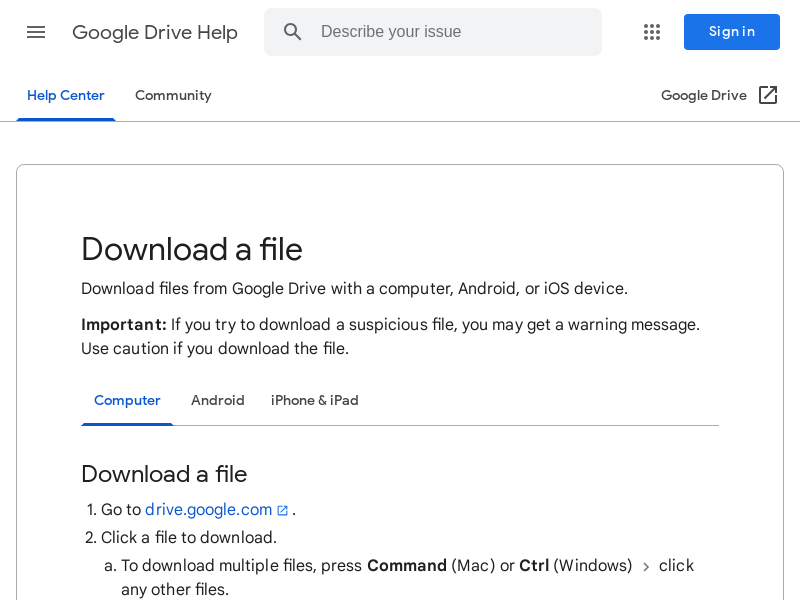 Google Drive Help
Describe your issue
Sign in
Help Center
Community
Google Drive
Download a file
Download files from Google Drive with a computer, Android, or iOS device.
Important: If you try to download a suspicious file, you may get a warning message.
Use caution if you download the file.
Computer
Android
iPhone & iPad
Download a file
1. Go to drive.google.com .
2. Click a file to download.
a. To download multiple files, press Command (Mac) or Ctrl (Windows) > click
any other files.